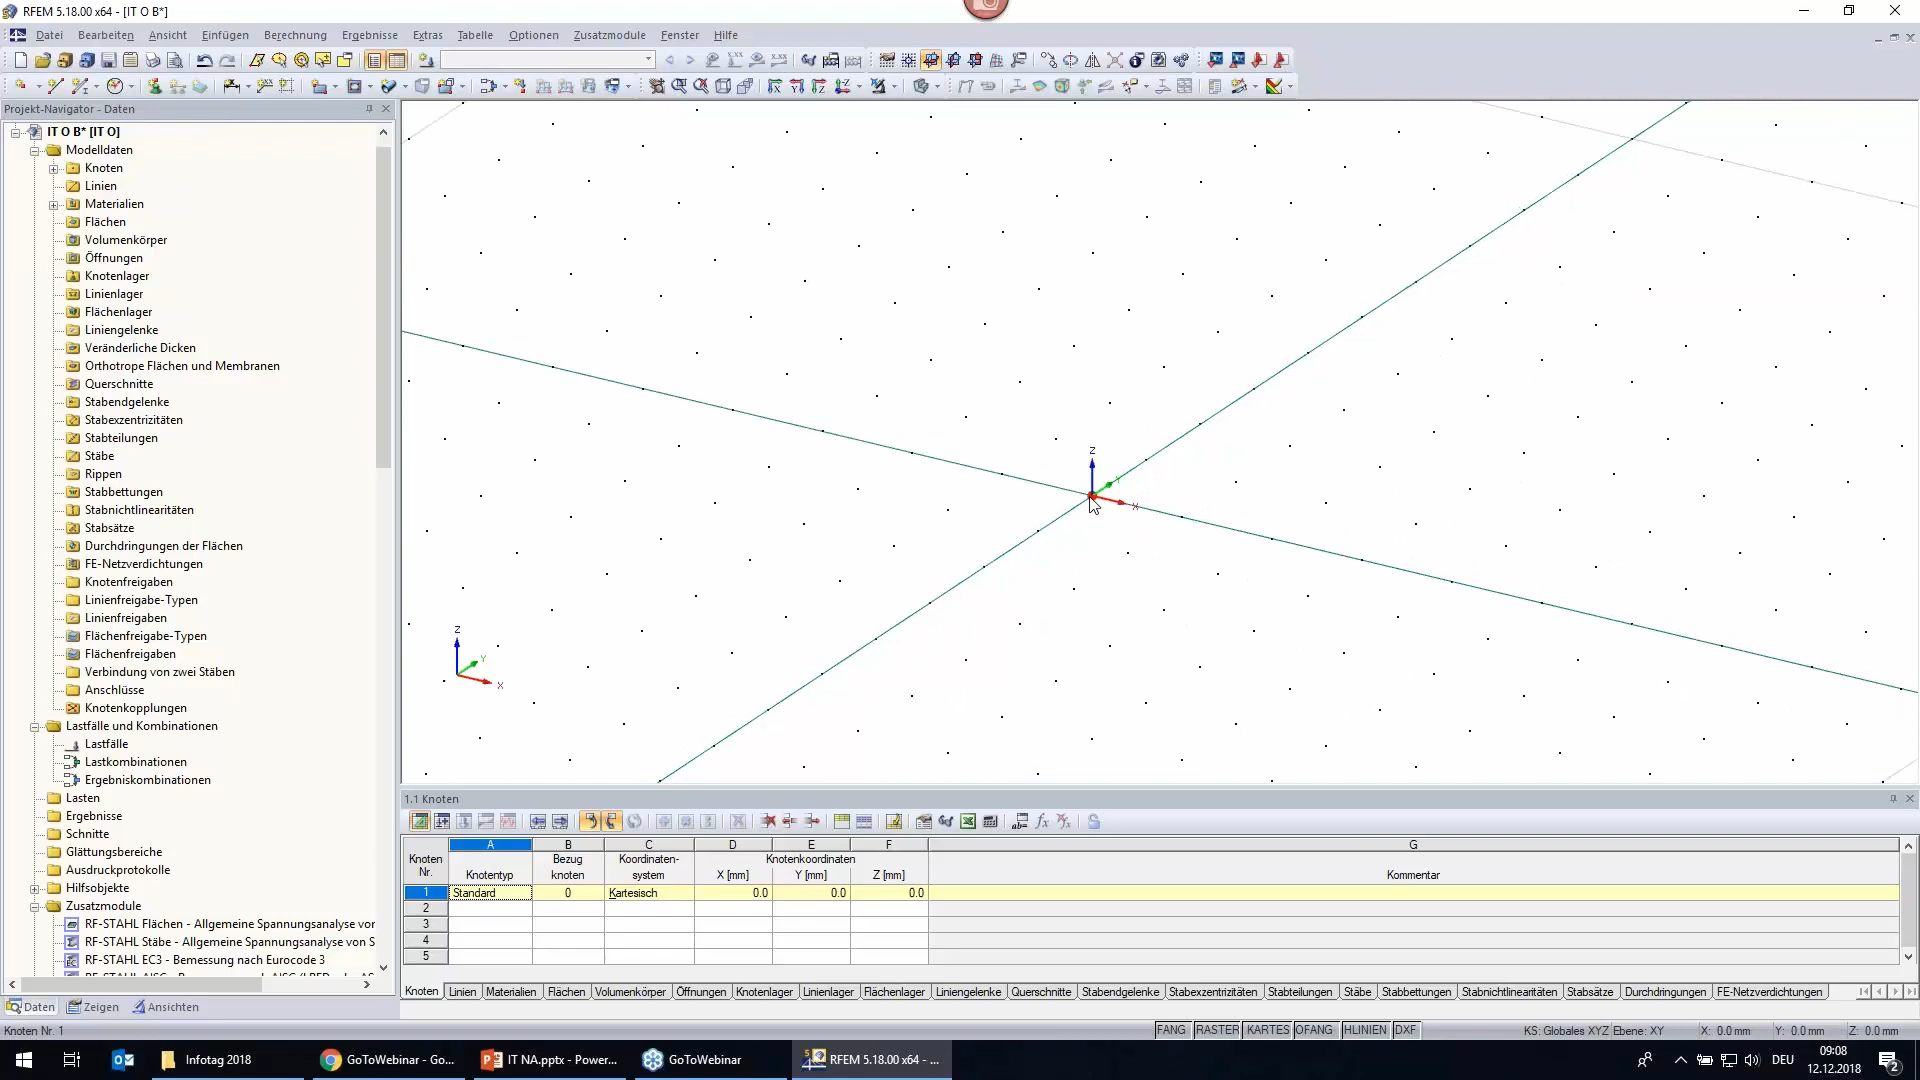 RFEM 5.18.00 x64 - [IT O B*]
Datei Bearbeiten Ansicht Einfügen Berechnung Ergebnisse Extras Tabelle Optionen Zusatzmodule Fenster Hilfe
Projekt-Navigator - Daten
IT O B* [IT O]
Modelldaten
Knoten
Linien
Materialien
Flächen
Volumenkörper
Öffnungen
Knotenlager
Linienlager
Flächenlager
Liniengelenke
Veränderliche Dicken
Orthotrope Flächen und Membranen
Querschnitte
Stabendgelenke
Stabexzentrizitäten
Stabteilungen
Stäbe
Rippen
Stabbettungen
Stabnichtlinearitäten
Stabsätze
Durchdringungen der Flächen
FE-Netzverdichtungen
Knotenfreigaben
Linienfreigabe-Typen
Linienfreigaben
Flächenfreigabe-Typen
Flächenfreigaben
Verbindung von zwei Stäben
Anschlüsse
Knotenkopplungen
Lastfälle und Kombinationen
Lastfälle
Lastkombinationen
Ergebniskombinationen
Lasten
Ergebnisse
Schnitte
Glättungsbereiche
Ausdruckprotokolle
Hilfsobjekte
Zusatzmodule
RF-STAHL Flächen - Allgemeine Spannungsanalyse vor
RF-STAHL Stäbe - Allgemeine Spannungsanalyse von S
RF-STAHL EC3 - Bemessung nach Eurocode 3
Daten Zeigen Ansichten
Z
Y
X
Z
Y
X
1.1 Knoten
A B C D E F G
Knoten Bezug Koordinaten- Knotenkoordinaten
Nr. Knotentyp knoten system X [mm] Y [mm] Z [mm] Kommentar
1 Standard 0 Kartesisch 0.0 0.0 0.0
2
3
4
5
Knoten Linien Materialien Flächen Volumenkörper Öffnungen Knotenlager Linienlager Flächenlager Liniengelenke Querschnitte Stabendgelenke Stabexzentrizitäten Stabteilungen Stäbe Stabbettungen Stabnichtlinearitäten Stabsätze Durchdringungen FE-Netzverdichtungen
Knoten Nr. 1
FANG RASTER KARTES OFANG HLINIEN DXF
KS: Globales XYZ Ebene: XY X: 0.0 mm Y: 0.0 mm Z: 0.0 mm
Infotag 2018
GoToWebinar - Go...
IT NA.pptx - Power...
GoToWebinar
RFEM 5.18.00 x64 - ...
DEU
09:08
12.12.2018
2